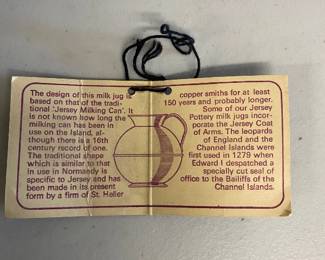 The design of this milk jug is
based on that of the tradi-
tional 'Jersey Milking Can'. It
is not known how long the
milking can has been in
use on the Island, al-
though there is a 16th
century record of one.
The traditional shape
which is similar to that
in use in Normandy is
specific to Jersey and has
been made in its present
form by a firm of St. Helier
copper smiths for at least
150 years and probably longer.
Some of our Jersey
Pottery milk jugs incor-
porate the Jersey Coat
of Arms. The leopards
of England and the
Channel Islands were
first used in 1279 when
Edward I despatched a
specially cut seal of
office to the Bailiffs of the
Channel Islands.